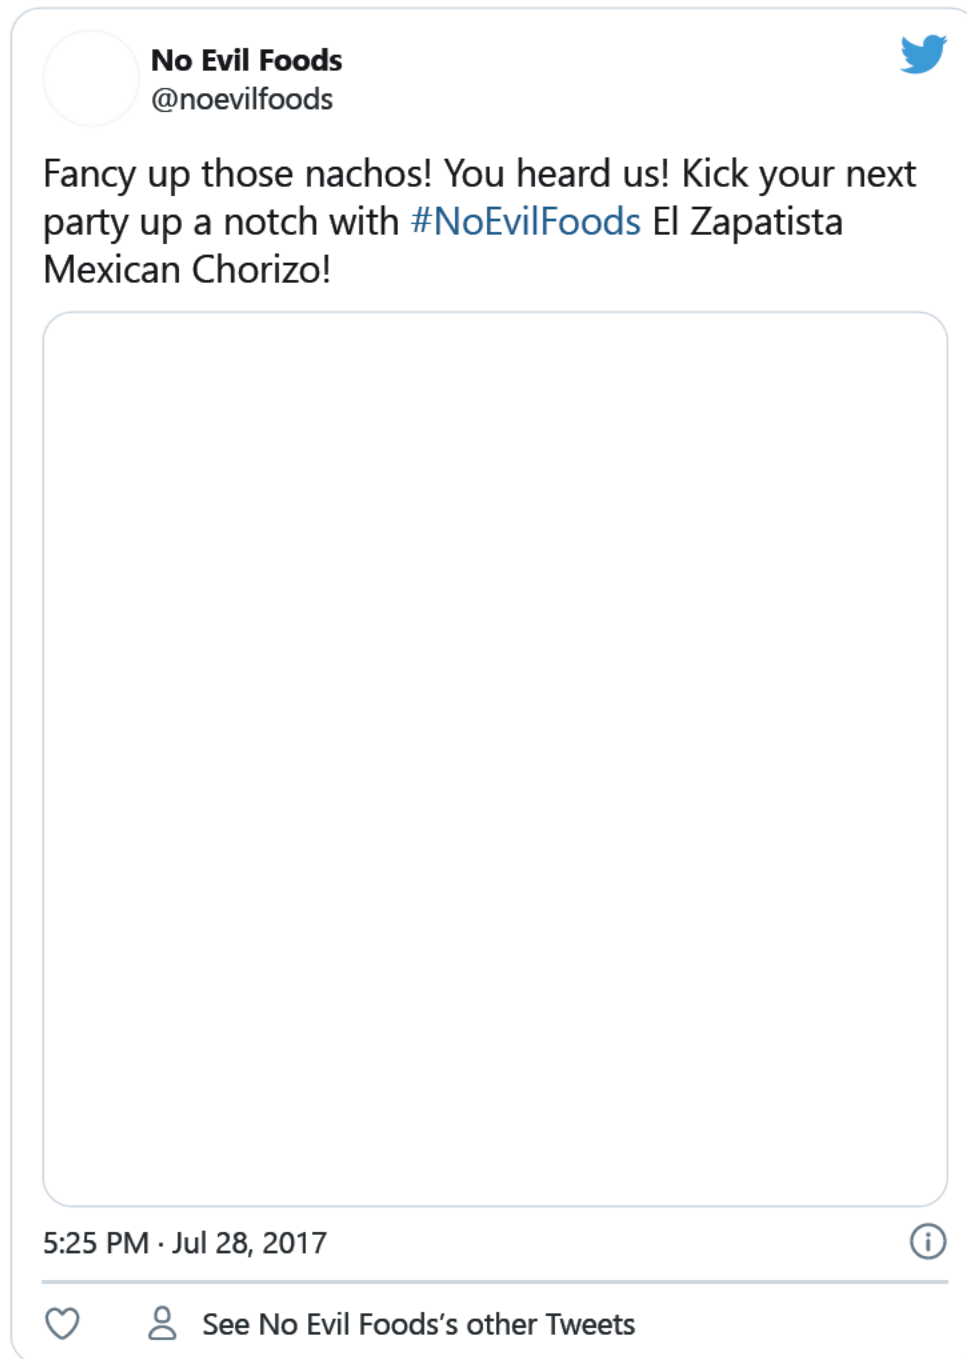 No Evil Foods
@noevilfoods
Fancy up those nachos! You heard us! Kick your next
party up a notch with #NoEvilFoods El Zapatista
Mexican Chorizo!
5:25 PM · Jul 28, 2017
See No Evil Foods’s other Tweets